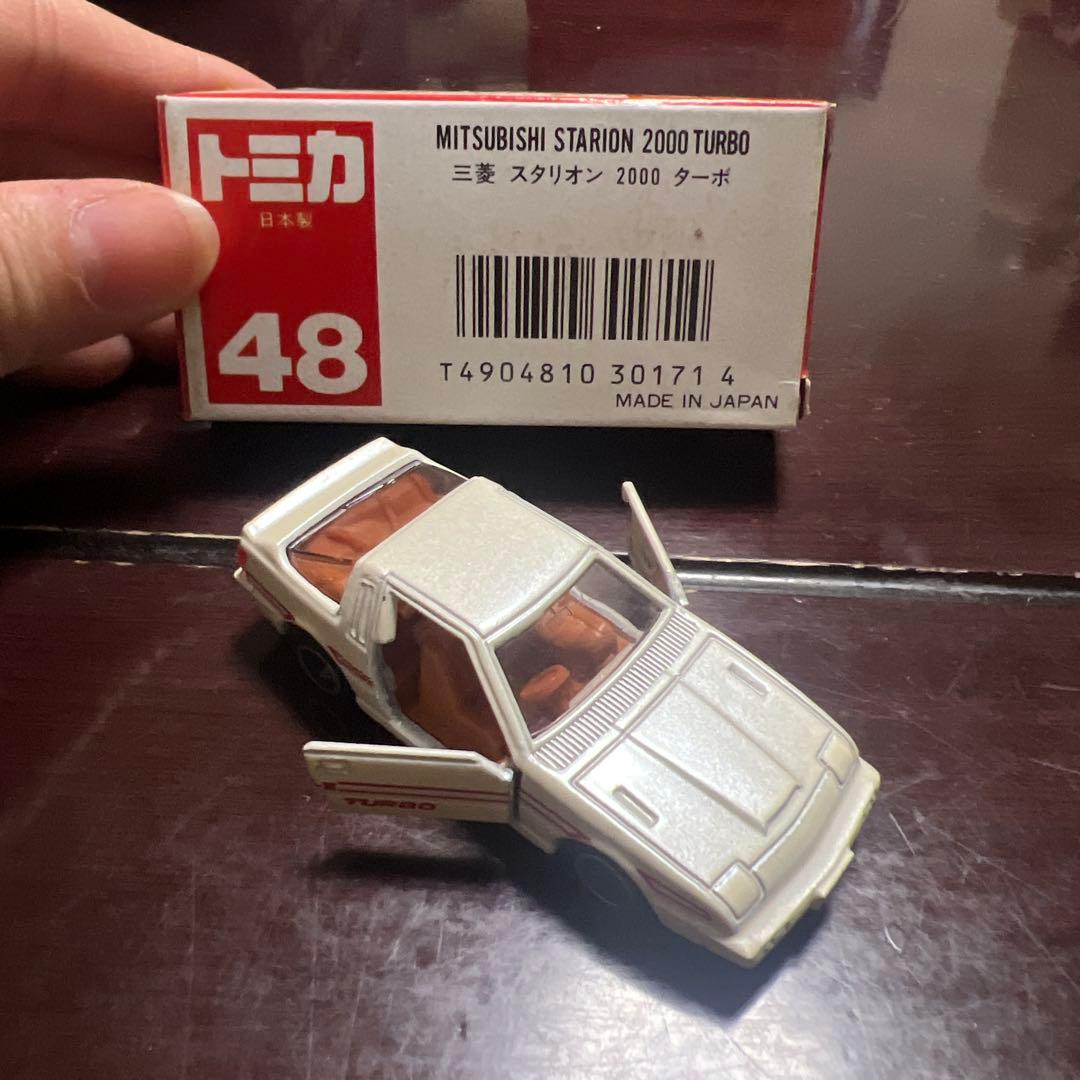 トミカ
日本製
48
MITSUBISHI STARION 2000 TURBO
三菱 スタリオン 2000 ターボ
T4904810 30171 4
MADE IN JAPAN
TURBO